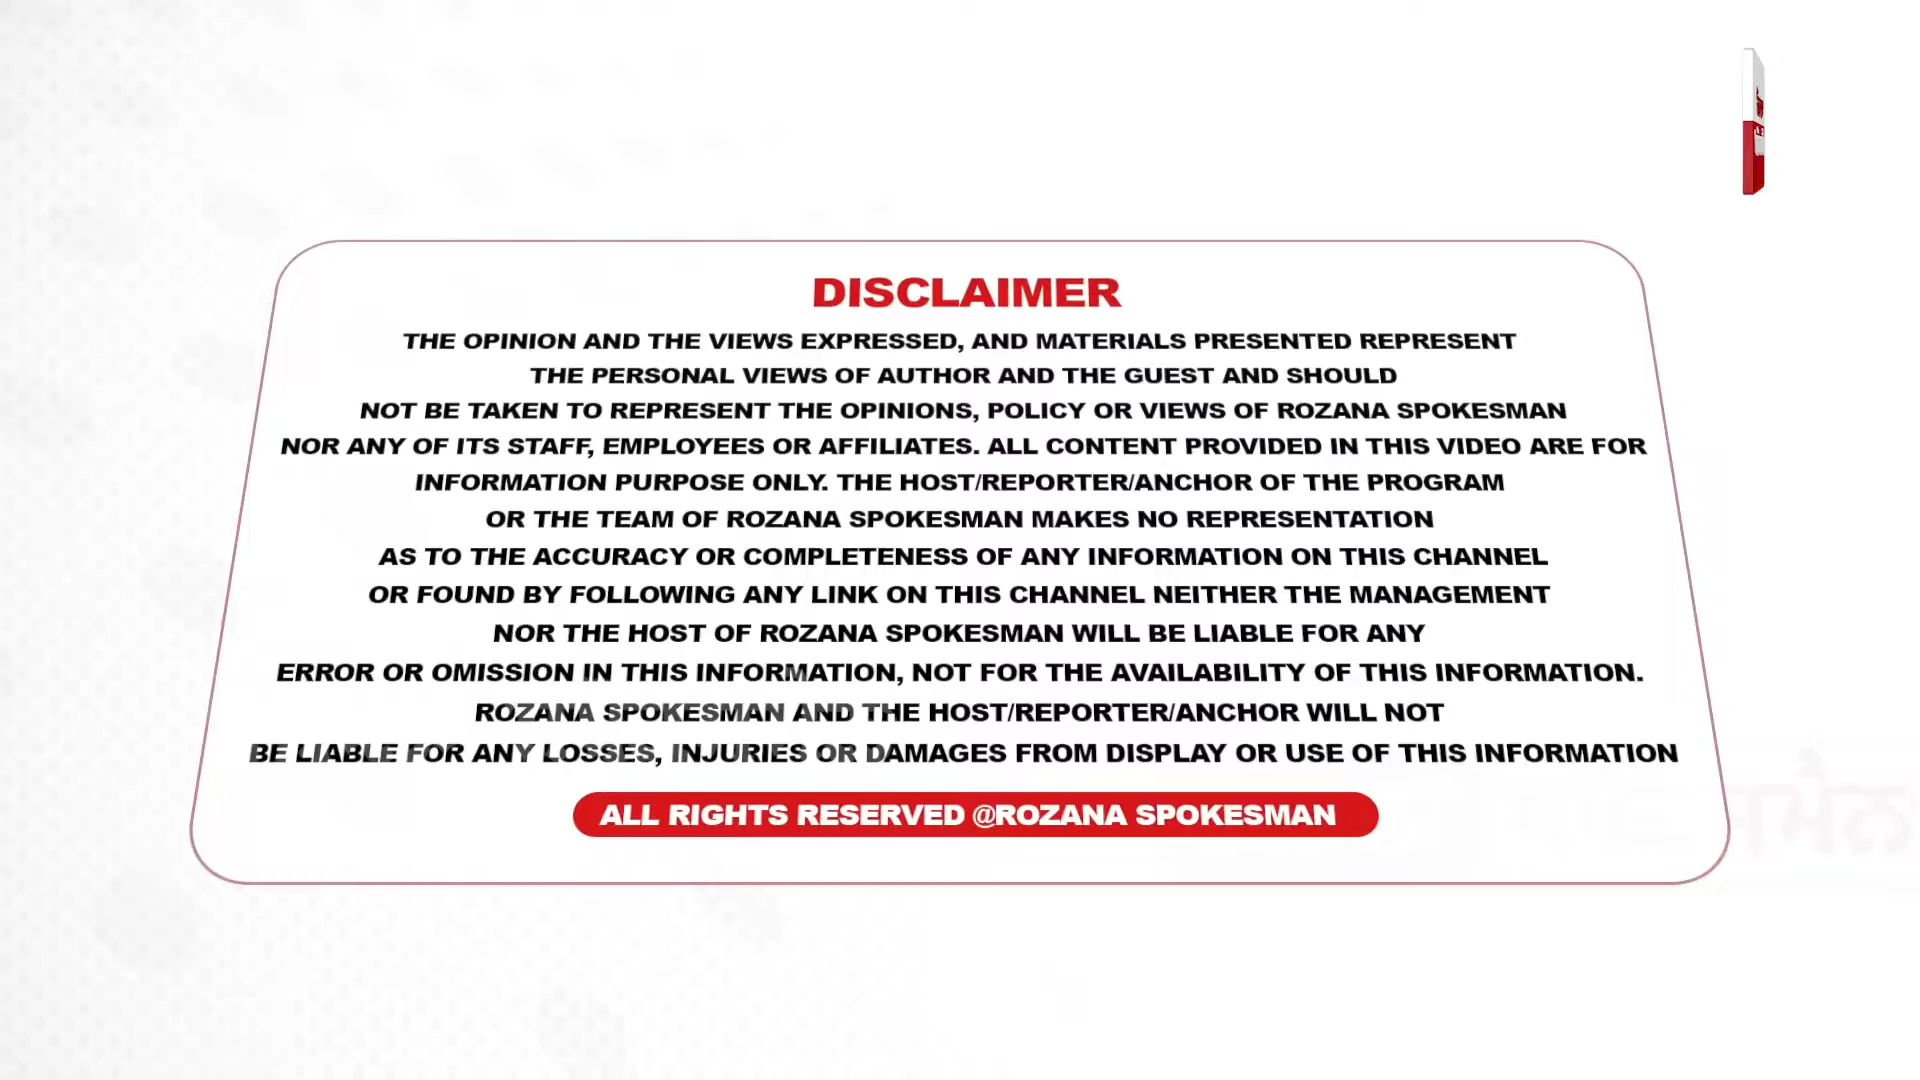 DISCLAIMER
THE OPINION AND THE VIEWS EXPRESSED, AND MATERIALS PRESENTED REPRESENT
THE PERSONAL VIEWS OF AUTHOR AND THE GUEST AND SHOULD
NOT BE TAKEN TO REPRESENT THE OPINIONS, POLICY OR VIEWS OF ROZANA SPOKESMAN
NOR ANY OF ITS STAFF, EMPLOYEES OR AFFILIATES. ALL CONTENT PROVIDED IN THIS VIDEO ARE FOR
INFORMATION PURPOSE ONLY. THE HOST/REPORTER/ANCHOR OF THE PROGRAM
OR THE TEAM OF ROZANA SPOKESMAN MAKES NO REPRESENTATION
AS TO THE ACCURACY OR COMPLETENESS OF ANY INFORMATION ON THIS CHANNEL
OR FOUND BY FOLLOWING ANY LINK ON THIS CHANNEL NEITHER THE MANAGEMENT
NOR THE HOST OF ROZANA SPOKESMAN WILL BE LIABLE FOR ANY
ERROR OR OMISSION IN THIS INFORMATION, NOT FOR THE AVAILABILITY OF THIS INFORMATION.
ROZANA SPOKESMAN AND THE HOST/REPORTER/ANCHOR WILL NOT
BE LIABLE FOR ANY LOSSES, INJURIES OR DAMAGES FROM DISPLAY OR USE OF THIS INFORMATION
ALL RIGHTS RESERVED @ROZANA SPOKESMAN